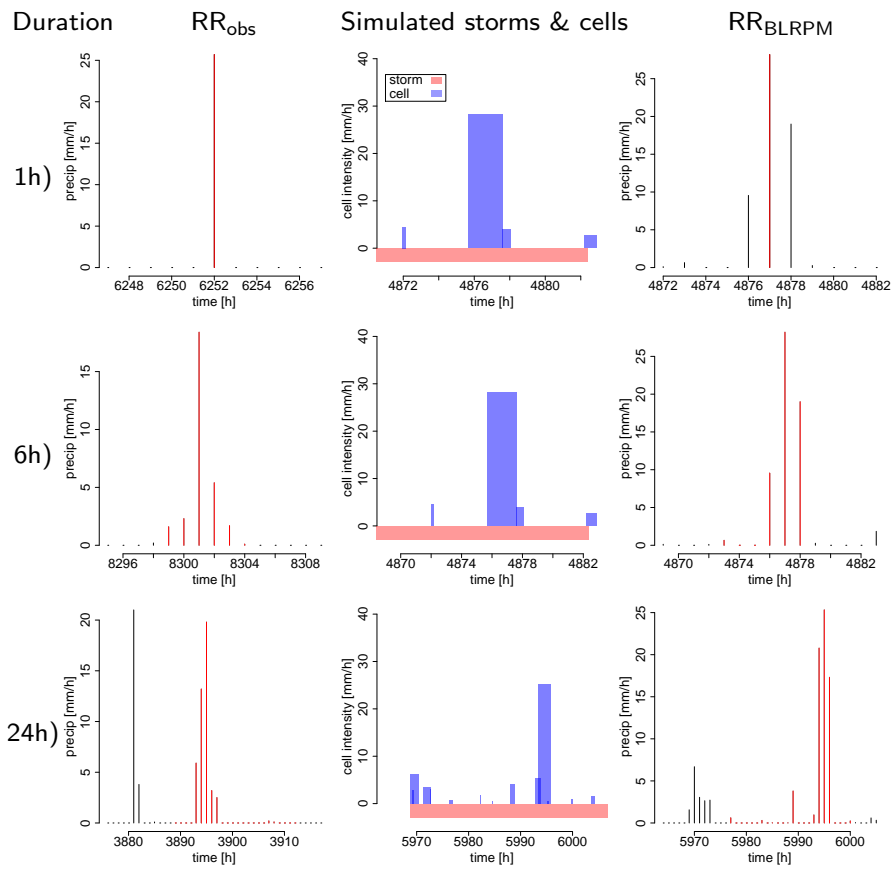 Duration RR_obs Simulated storms & cells RR_BLRPM
1h)
precip [mm/h]
0 5 10 15 20 25
6248 6250 6252 6254 6256
time [h]
cell intensity [mm/h]
0 10 20 30 40
storm
cell
4872 4876 4880
time [h]
precip [mm/h]
0 5 10 15 20 25
4872 4874 4876 4878 4880 4882
time [h]
6h)
precip [mm/h]
0 5 10 15
8296 8300 8304 8308
time [h]
cell intensity [mm/h]
0 10 20 30 40
4870 4874 4878 4882
time [h]
precip [mm/h]
0 5 10 15 20 25
4870 4874 4878 4882
time [h]
24h)
precip [mm/h]
0 5 10 15 20
3880 3890 3900 3910
time [h]
cell intensity [mm/h]
0 10 20 30 40
5970 5980 5990 6000
time [h]
precip [mm/h]
0 5 10 15 20 25
5970 5980 5990 6000
time [h]